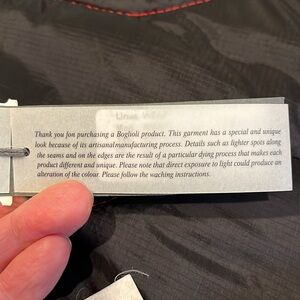 Thank you fon purchasing a Boglioli product. This garment has a special and unique
look because of its artisanalmanufacturing process. Details such as lighter spots along
the seams and on the edges are the result of a particular dying process that makes each
product different and unique. Please note that direct exposure to light could produce an
alteration of the colour. Please follow the waching instructions.